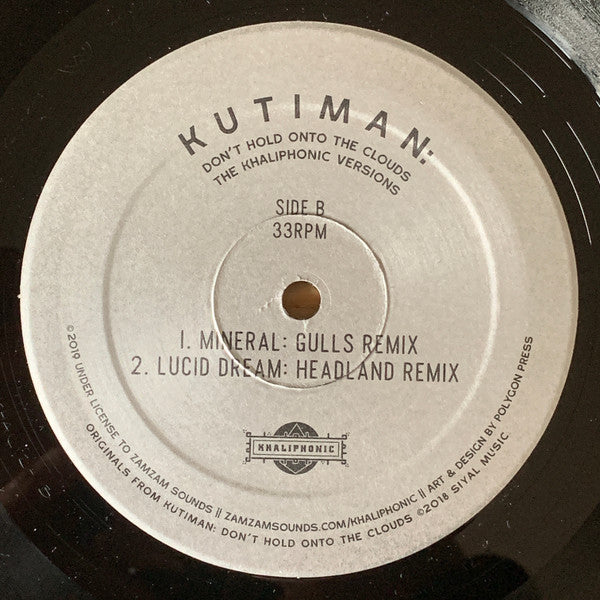 KUTIMAN:
DON'T HOLD ONTO THE CLOUDS
THE KHALIPHONIC VERSIONS
SIDE B
33RPM
1. MINERAL: GULLS REMIX
2. LUCID DREAM: HEADLAND REMIX
KHALIPHONIC
©2019 UNDER LICENSE TO ZAMZAM SOUNDS || ZAMZAMSOUNDS.COM/KHALIPHONIC || ART & DESIGN BY POLYGON PRESS
ORIGINALS FROM KUTIMAN: DON'T HOLD ONTO THE CLOUDS ©2018 SIYAL MUSIC